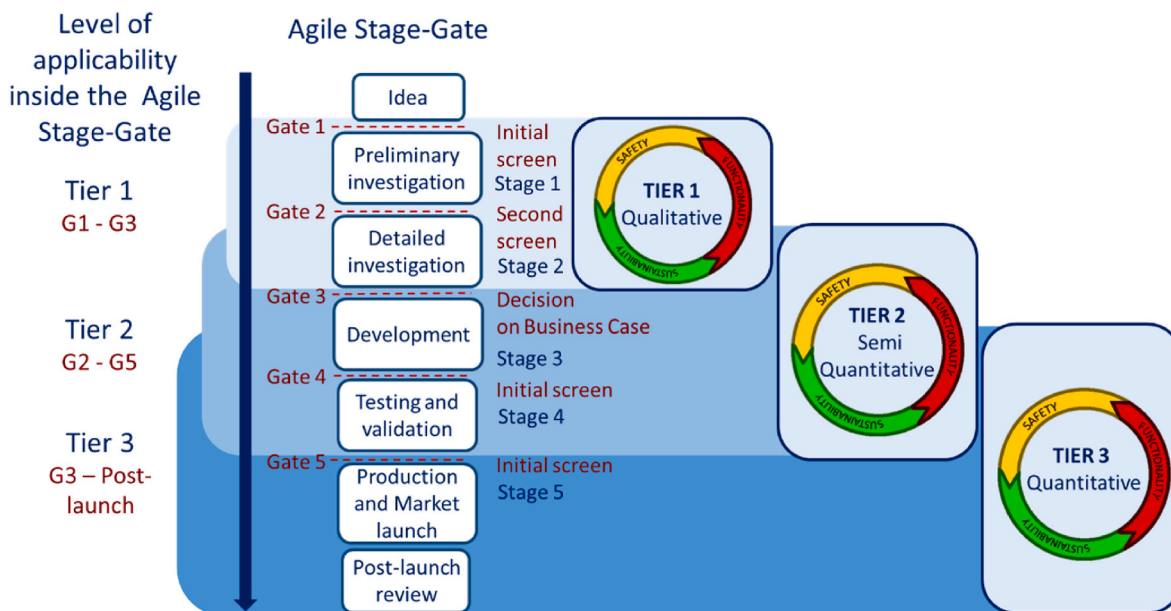 Level of
applicability
inside the Agile
Stage-Gate
Tier 1
G1 - G3
Tier 2
G2 - G5
Tier 3
G3 – Post-
launch
Agile Stage-Gate
Idea
Gate 1
Initial
screen
Stage 1
Preliminary
investigation
Gate 2
Second
screen
Stage 2
Detailed
investigation
Gate 3
Decision
on Business Case
Stage 3
Development
Gate 4
Initial screen
Stage 4
Testing and
validation
Gate 5
Initial screen
Stage 5
Production
and Market
launch
Post-launch
review
SAFETY
FUNCTIONALITY
SUSTAINABILITY
TIER 1
Qualitative
SAFETY
FUNCTIONALITY
SUSTAINABILITY
TIER 2
Semi
Quantitative
SAFETY
FUNCTIONALITY
SUSTAINABILITY
TIER 3
Quantitative